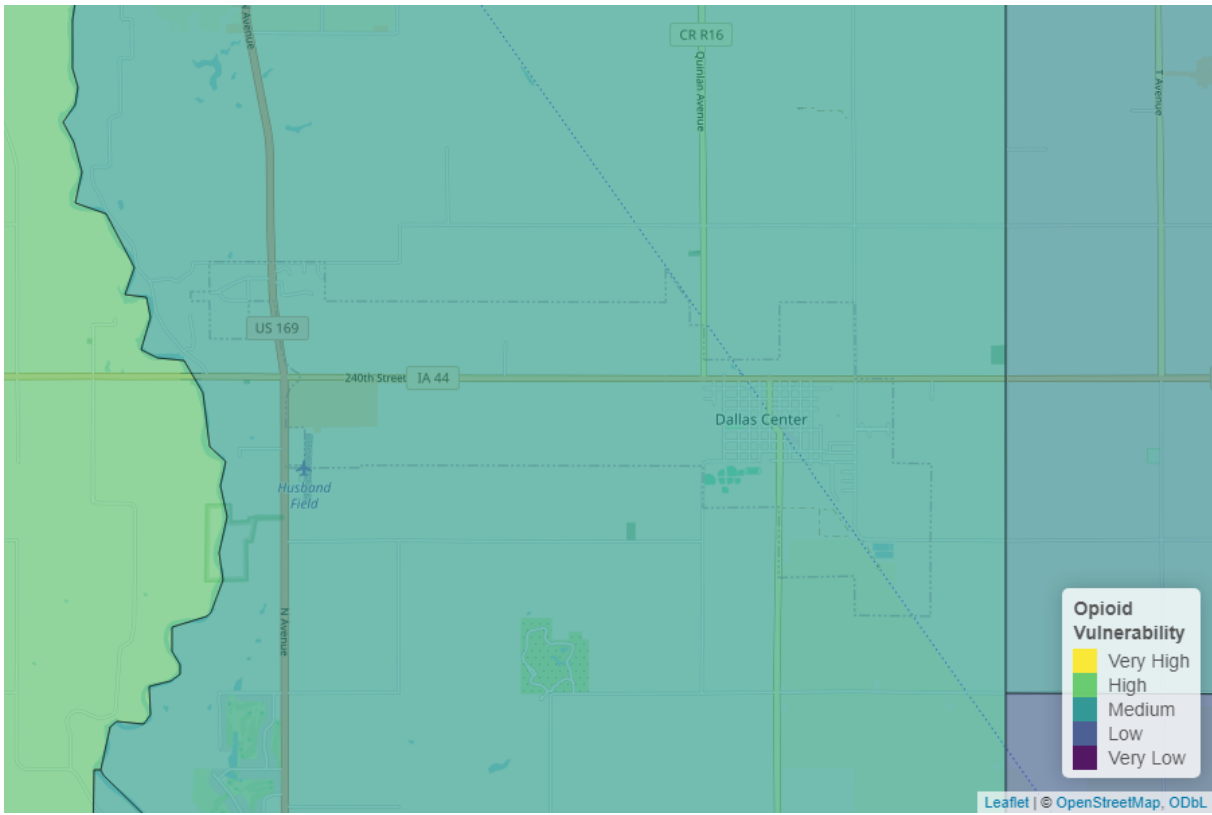 N Avenue
CR R16
Quinlan Avenue
T Avenue
US 169
240th Street
IA 44
Dallas Center
Husband
Field
N Avenue
Opioid
Vulnerability
Very High
High
Medium
Low
Very Low
Leaflet | © OpenStreetMap, ODbL